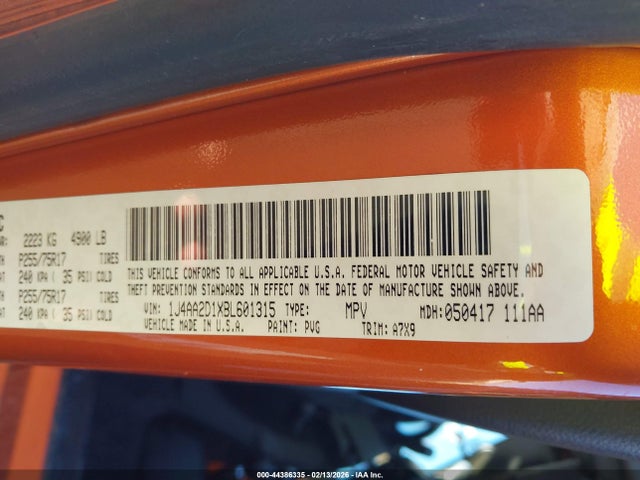 2223 KG 4900 LB
P255/75R17 TIRES
240 KPA ( 35 PSI) COLD
P255/75R17 TIRES
240 KPA ( 35 PSI) COLD
THIS VEHICLE CONFORMS TO ALL APPLICABLE U.S.A. FEDERAL MOTOR VEHICLE SAFETY AND
THEFT PREVENTION STANDARDS IN EFFECT ON THE DATE OF MANUFACTURE SHOWN ABOVE.
VIN: 1J4AA2D1XBL601315 TYPE: MPV MDH: 050417 111AA
VEHICLE MADE IN U.S.A. PAINT: PVG TRIM: A7X9
000-44386335 - 02/13/2026 - IAAI.COM